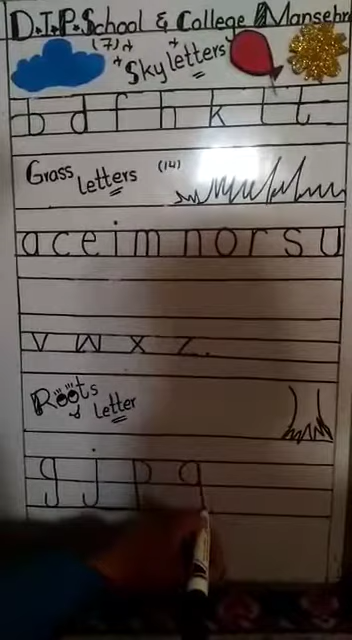 D.I.P.School & College Mansehr
(7)
Sky letters
b d f h k l t
Grass letters (14)
a c e i m n o r s u
v w x z.
Roots letter
g j p q